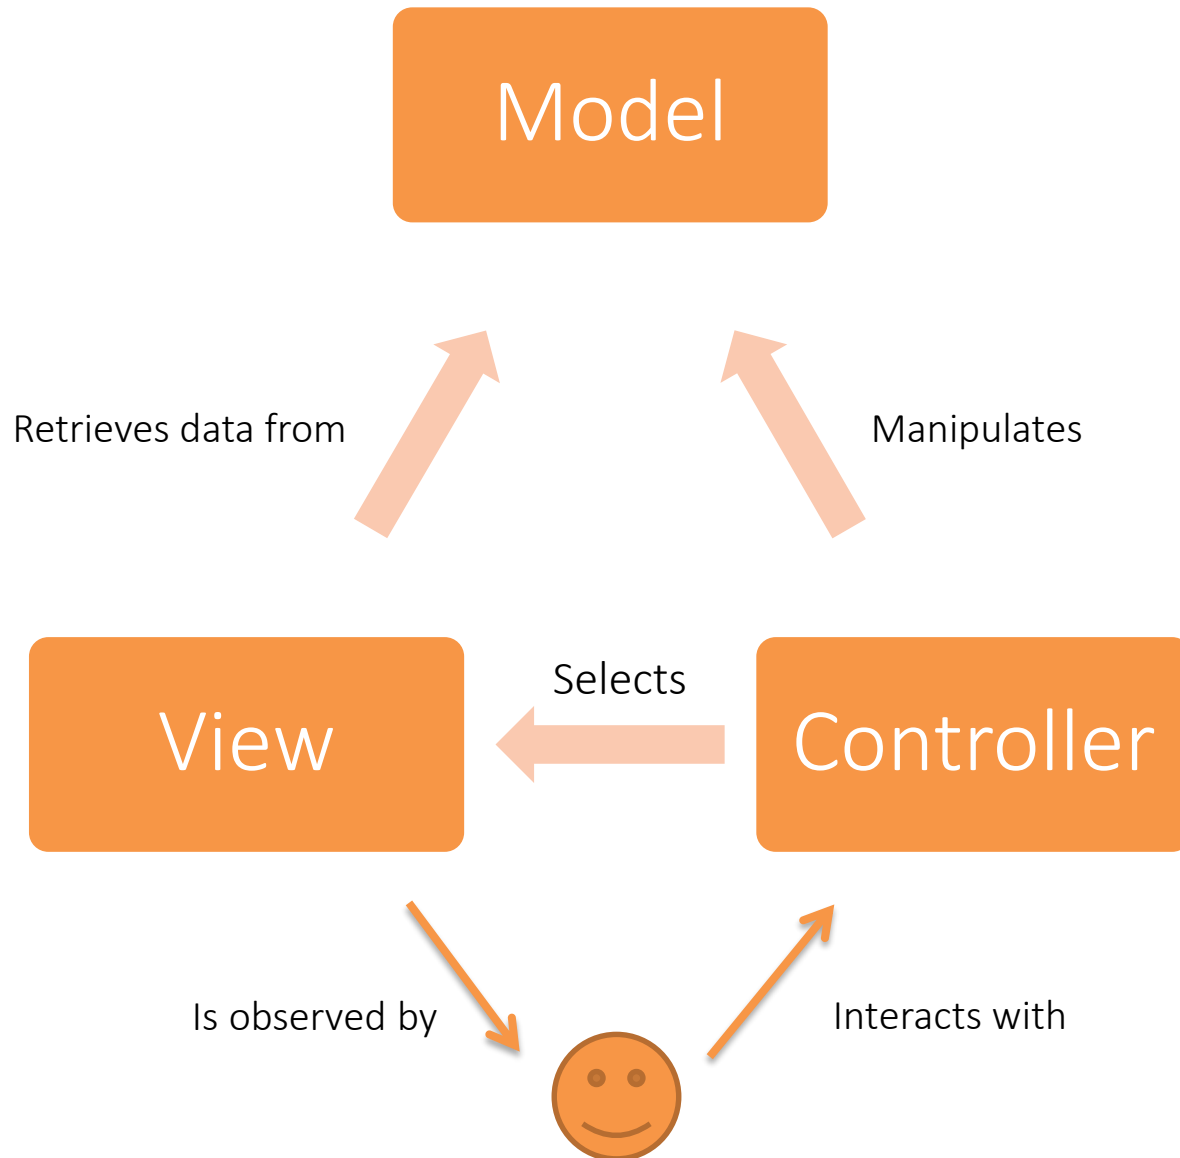 Model
Retrieves data from
Manipulates
Selects
View
Controller
Is observed by
Interacts with